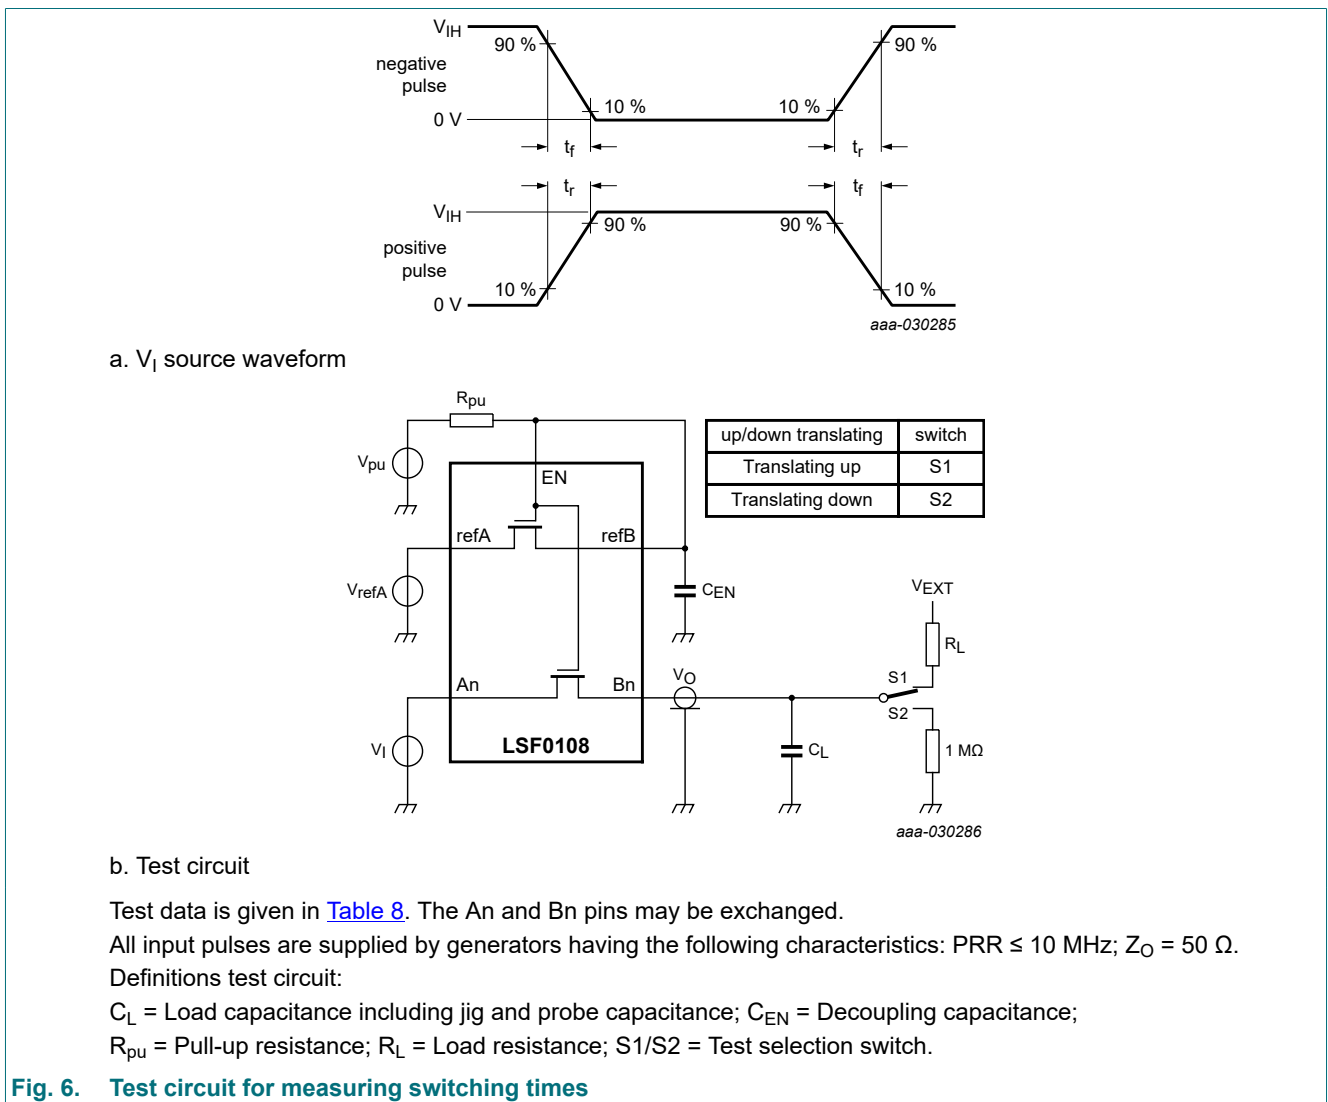 VIH
90 %
90 %
negative
pulse
10 %
10 %
0 V
tf
tr
tr
tf
VIH
90 %
90 %
positive
pulse
10 %
10 %
0 V
aaa-030285
a. VI source waveform
Rpu
up/down translating switch
Translating up S1
Translating down S2
Vpu
EN
refA
refB
VrefA
CEN
VEXT
RL
An
Bn
VO
S1
S2
VI
LSF0108
CL
1 MΩ
aaa-030286
b. Test circuit
Test data is given in Table 8. The An and Bn pins may be exchanged.
All input pulses are supplied by generators having the following characteristics: PRR ≤ 10 MHz; ZO = 50 Ω.
Definitions test circuit:
CL = Load capacitance including jig and probe capacitance; CEN = Decoupling capacitance;
Rpu = Pull-up resistance; RL = Load resistance; S1/S2 = Test selection switch.
Fig. 6. Test circuit for measuring switching times